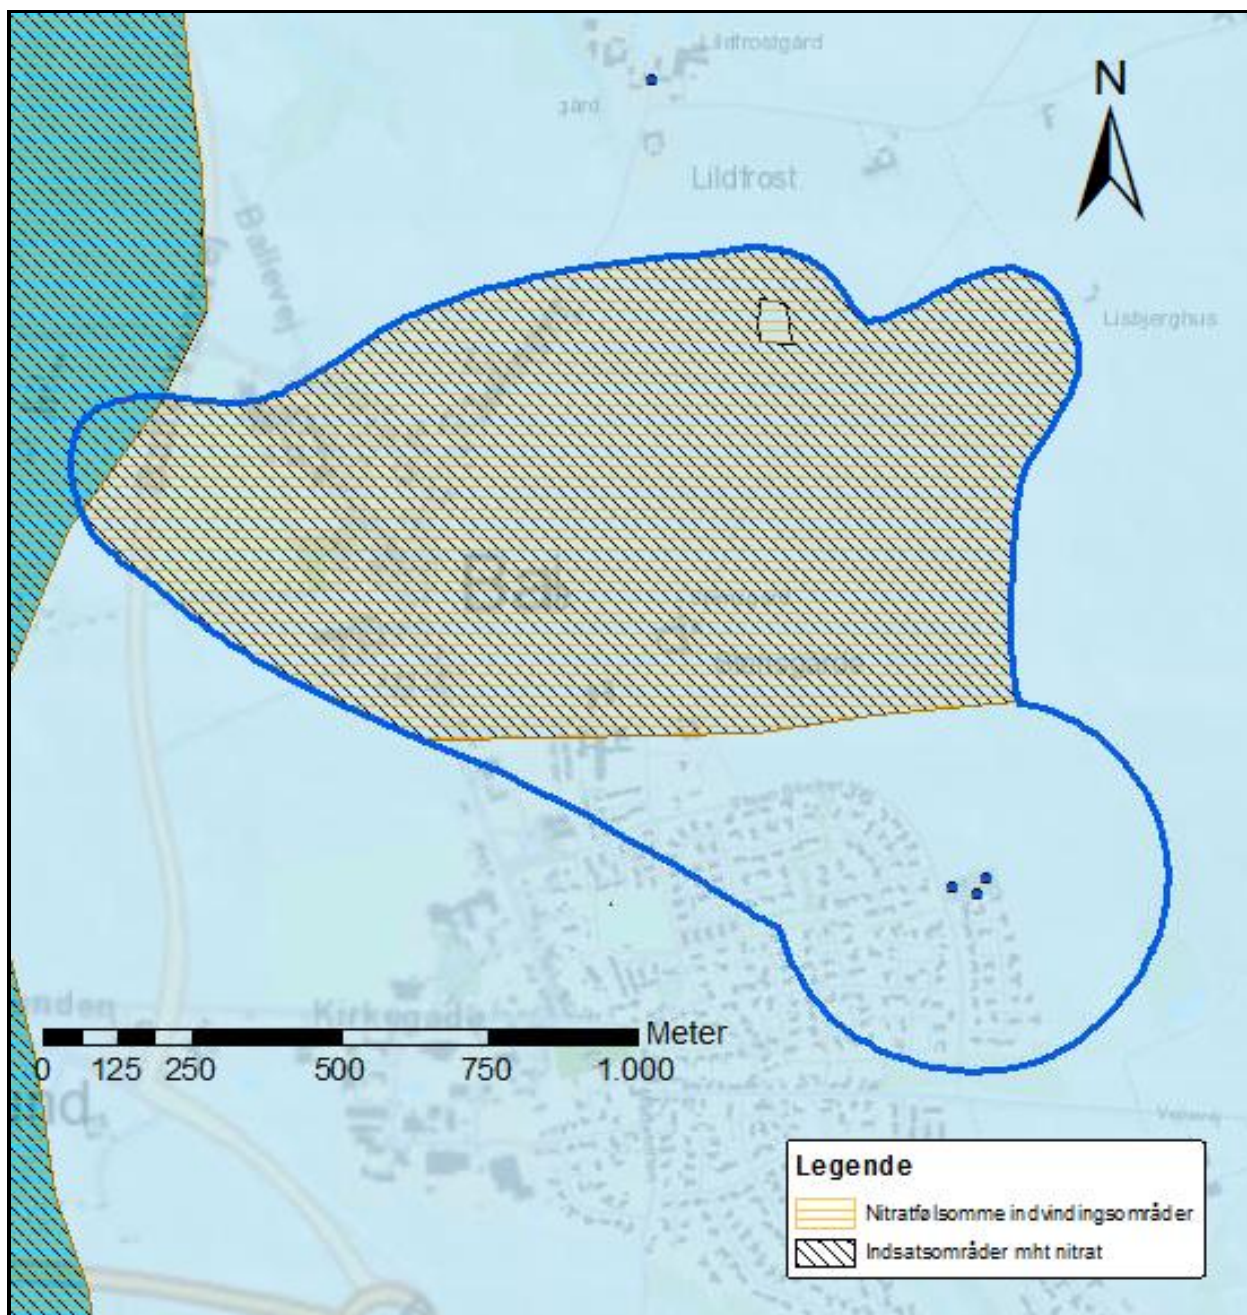 Lildfrostgård
gård
N
Lildfrost
Ballevej
Lisbjerghus
Kirkegade
Meter
0 125 250 500 750 1.000
Legende
Nitratfølsomme indvindingsområder
Indsatsområder mht nitrat